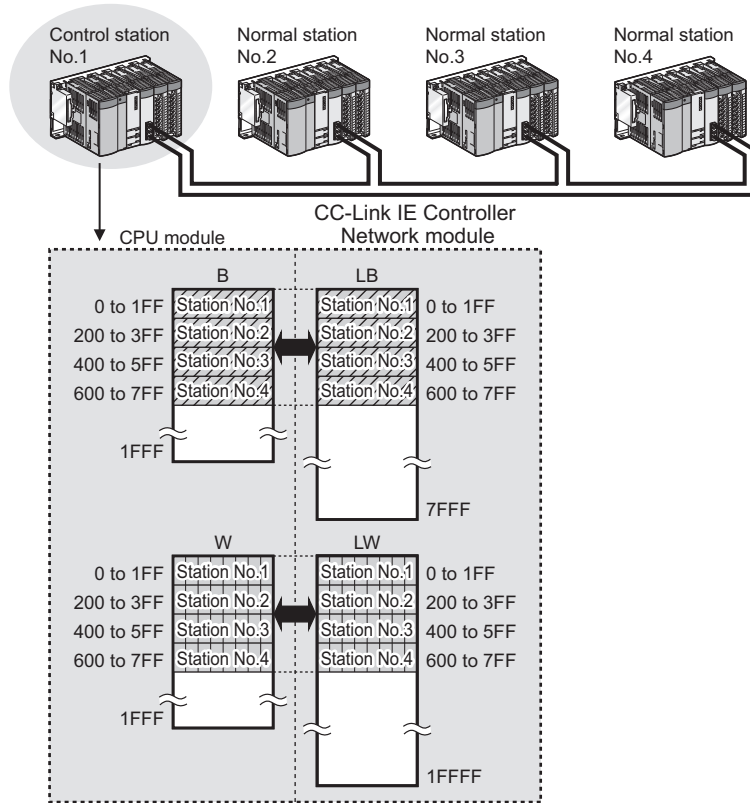 Control station
No.1
Normal station
No.2
Normal station
No.3
Normal station
No.4
CC-Link IE Controller
Network module
CPU module
B
LB
0 to 1FF
Station No.1
Station No.1
0 to 1FF
200 to 3FF
Station No.2
Station No.2
200 to 3FF
400 to 5FF
Station No.3
Station No.3
400 to 5FF
600 to 7FF
Station No.4
Station No.4
600 to 7FF
1FFF
7FFF
W
LW
0 to 1FF
Station No.1
Station No.1
0 to 1FF
200 to 3FF
Station No.2
Station No.2
200 to 3FF
400 to 5FF
Station No.3
Station No.3
400 to 5FF
600 to 7FF
Station No.4
Station No.4
600 to 7FF
1FFF
1FFFF